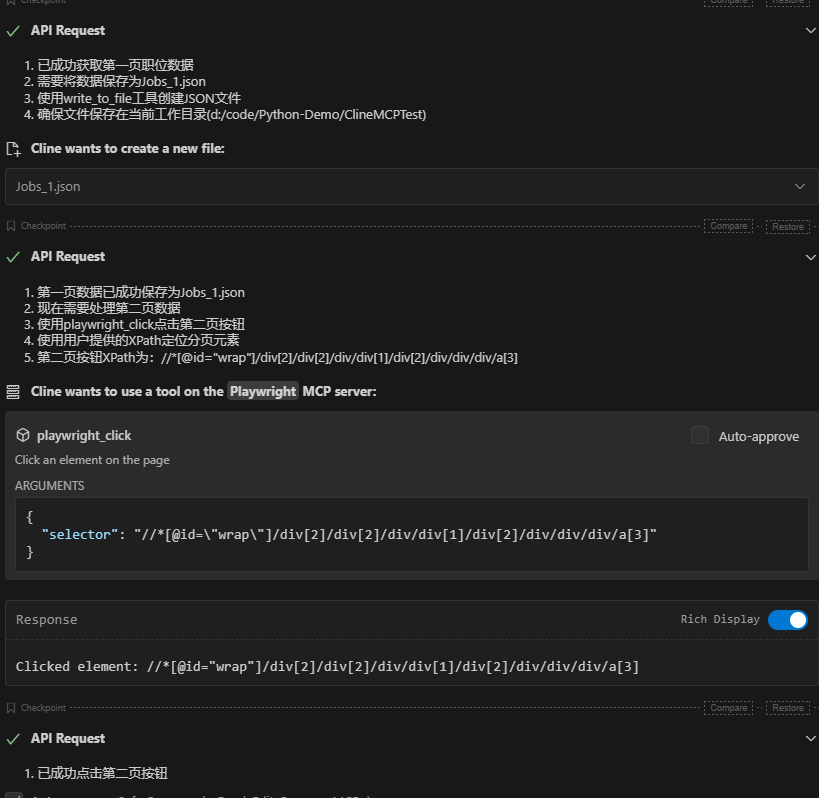 Checkpoint
Compare
Restore
API Request
1. 已成功获取第一页职位数据
2. 需要将数据保存为Jobs_1.json
3. 使用write_to_file工具创建JSON文件
4. 确保文件保存在当前工作目录(d:/code/Python-Demo/ClineMCPTest)
Cline wants to create a new file:
Jobs_1.json
Checkpoint
Compare
Restore
API Request
1. 第一页数据已成功保存为Jobs_1.json
2. 现在需要处理第二页数据
3. 使用playwright_click点击第二页按钮
4. 使用用户提供的XPath定位分页元素
5. 第二页按钮XPath为：//*[@id="wrap"]/div[2]/div[2]/div/div[1]/div[2]/div/div/div/a[3]
Cline wants to use a tool on the Playwright MCP server:
playwright_click
Auto-approve
Click an element on the page
ARGUMENTS
{
"selector": "//*[@id=\"wrap\"]/div[2]/div[2]/div/div[1]/div[2]/div/div/div/a[3]"
}
Response
Rich Display
Clicked element: //*[@id="wrap"]/div[2]/div[2]/div/div[1]/div[2]/div/div/div/a[3]
Checkpoint
Compare
Restore
API Request
1. 已成功点击第二页按钮